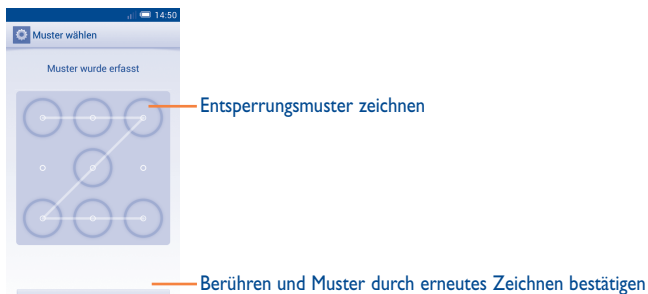 14:50
Muster wählen
Muster wurde erfasst
Entsperrungsmuster zeichnen
Berühren und Muster durch erneutes Zeichnen bestätigen